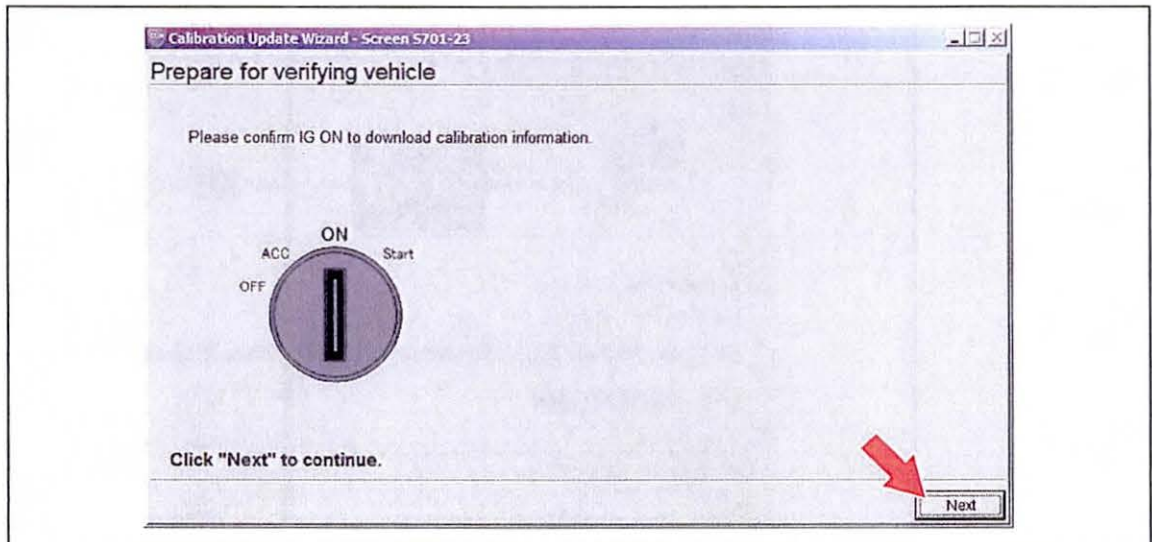 Calibration Update Wizard - Screen S701-23
Prepare for verifying vehicle
Please confirm IG ON to download calibration information.
ON
ACC
Start
OFF
Click "Next" to continue.
Next